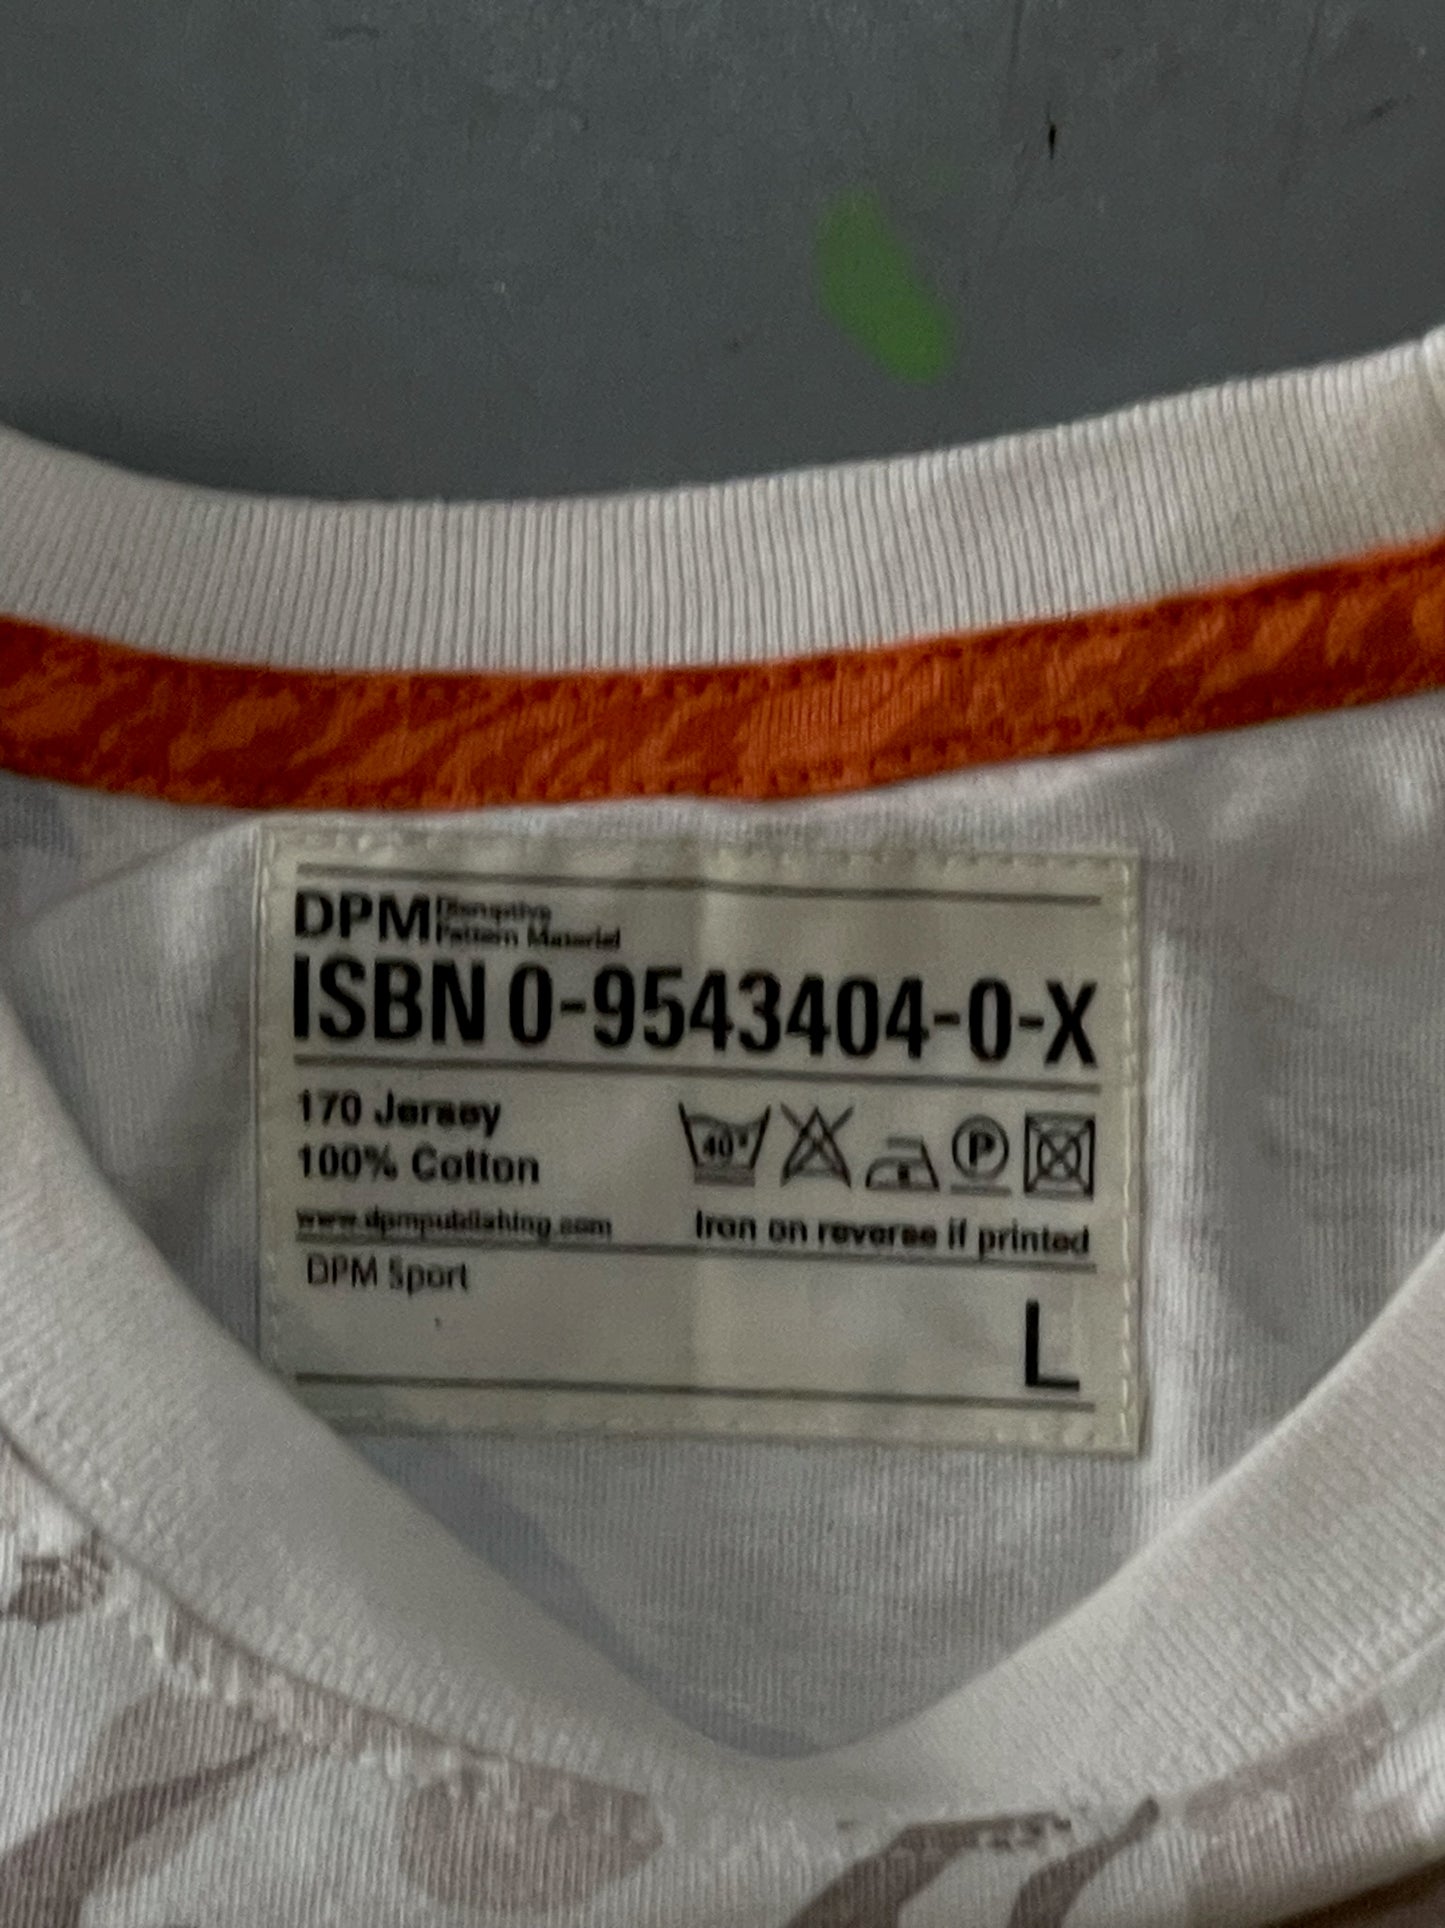 DPM Disruptive
Pattern Material
ISBN 0-9543404-0-X
170 Jersey
100% Cotton
40°
P
www.dpmpublishing.com
Iron on reverse if printed
DPM Sport
L